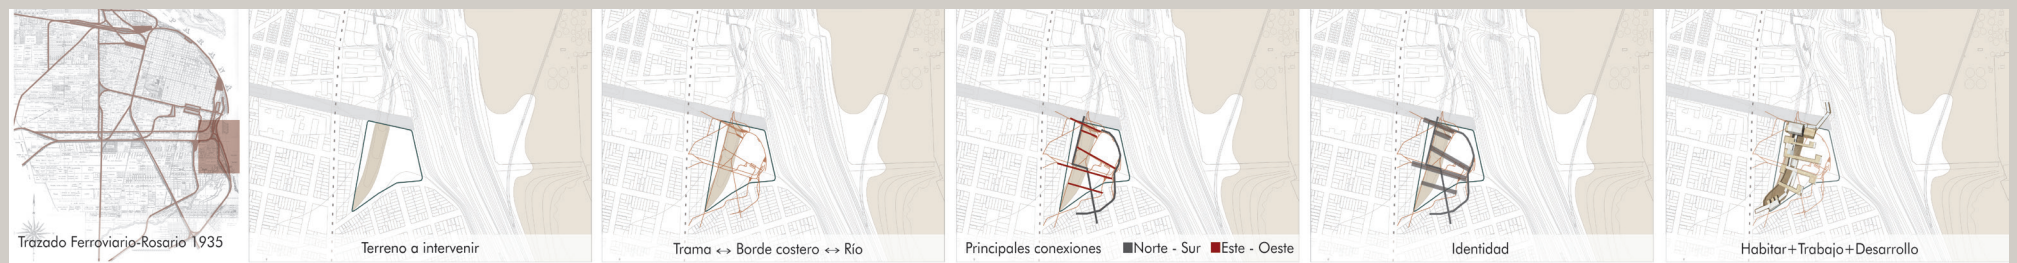 Trazado Ferroviario-Rosario 1935
Terreno a intervenir
Trama ↔ Borde costero ↔ Río
Principales conexiones ■Norte - Sur ■Este - Oeste
Identidad
Habitar+Trabajo+Desarrollo